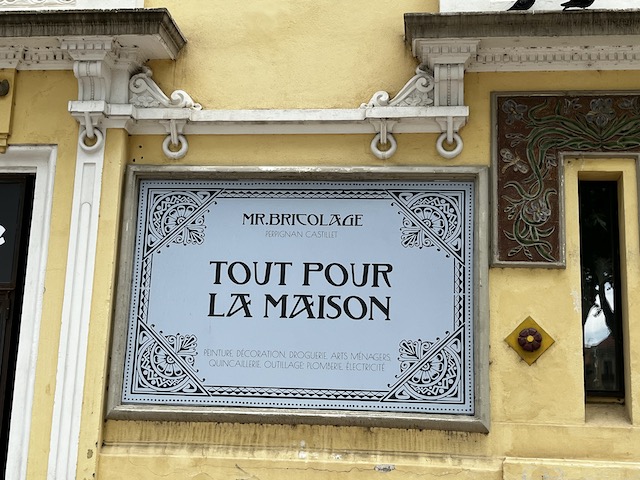 MR.BRICOLAGE
PERPIGNAN CASTILLET
TOUT POUR
LA MAISON
PEINTURE, DÉCORATION, DROGUERIE, ARTS MÉNAGERS,
QUINCAILLERIE, OUTILLAGE, PLOMBERIE, ÉLECTRICITÉ